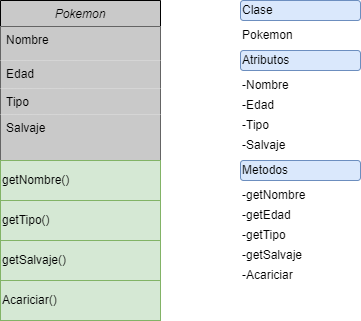 Pokemon
Nombre
Edad
Tipo
Salvaje
getNombre()
getTipo()
getSalvaje()
Acariciar()
Clase
Pokemon
Atributos
-Nombre
-Edad
-Tipo
-Salvaje
Metodos
-getNombre
-getEdad
-getTipo
-getSalvaje
-Acariciar